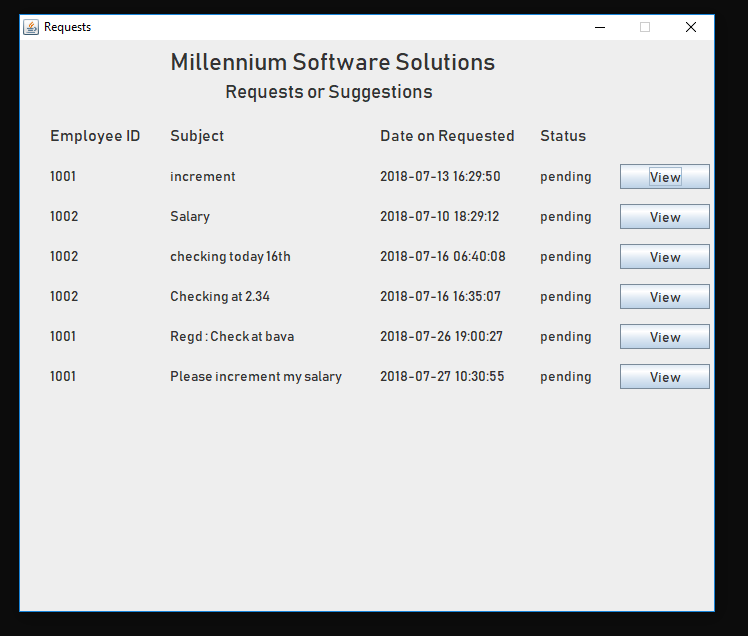 Requests
Millennium Software Solutions
Requests or Suggestions
Employee ID Subject Date on Requested Status
1001 increment 2018-07-13 16:29:50 pending View
1002 Salary 2018-07-10 18:29:12 pending View
1002 checking today 16th 2018-07-16 06:40:08 pending View
1002 Checking at 2.34 2018-07-16 16:35:07 pending View
1001 Regd : Check at bava 2018-07-26 19:00:27 pending View
1001 Please increment my salary 2018-07-27 10:30:55 pending View